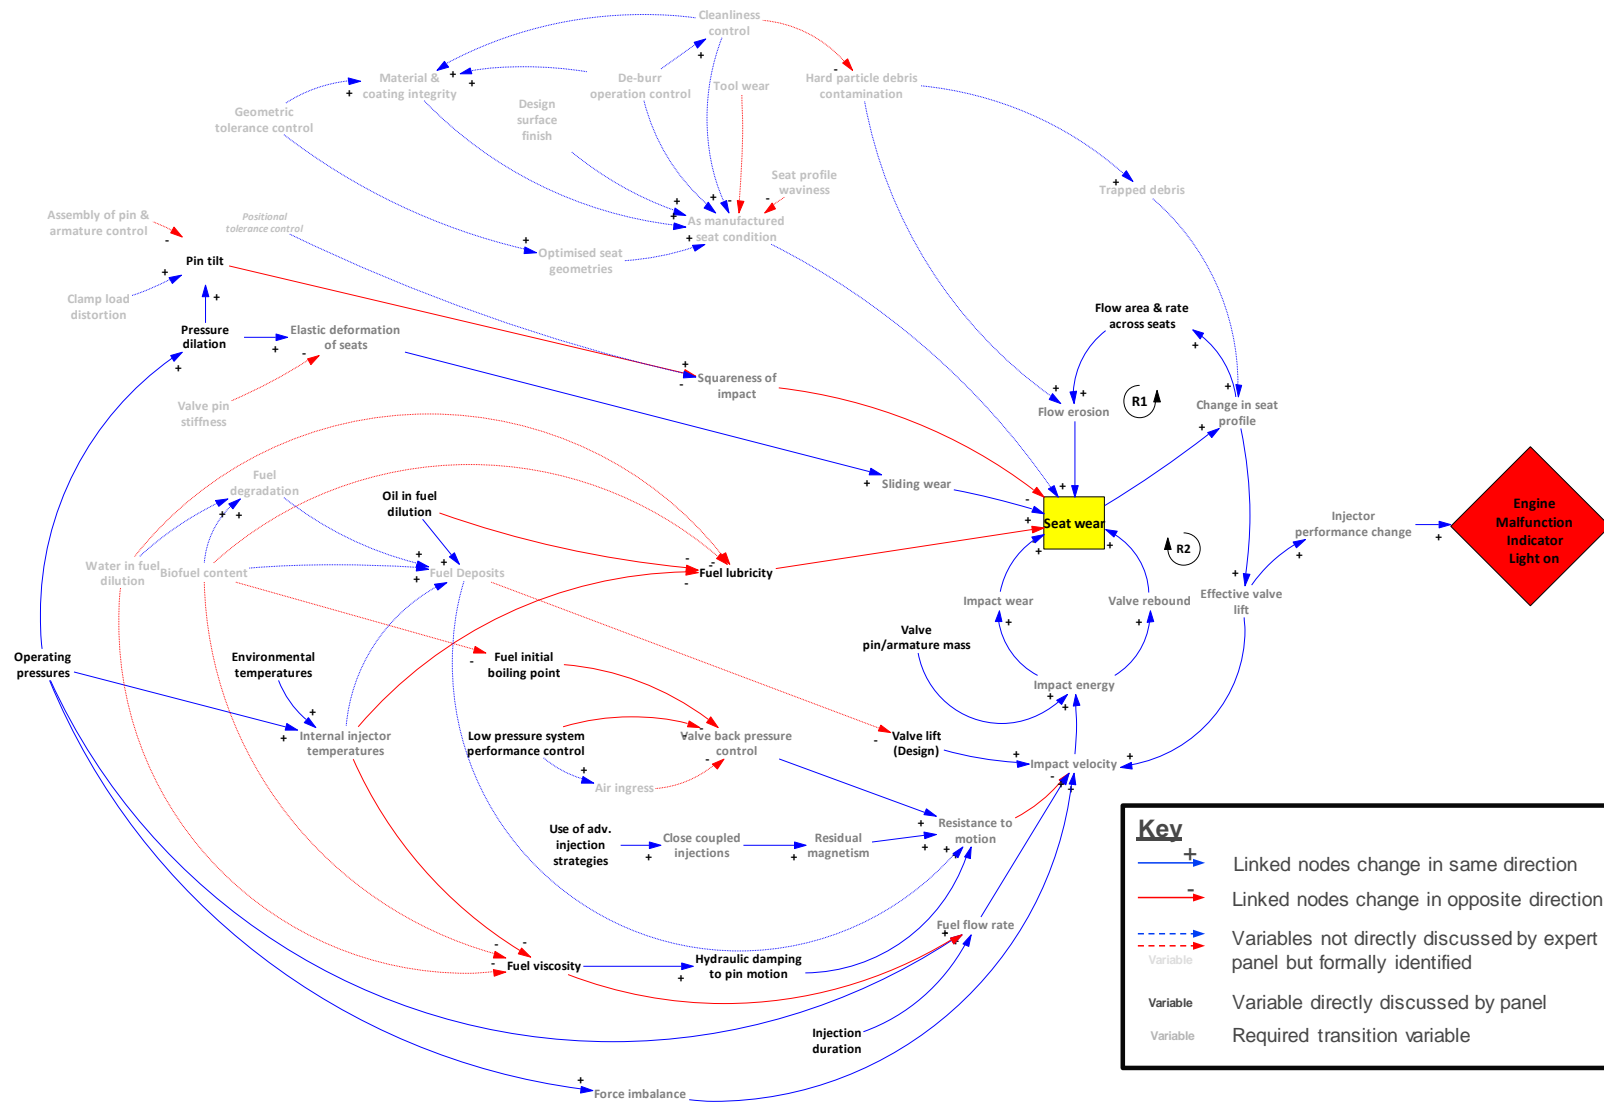 Cleanliness
control
Material &
coating integrity
De-burr
operation control
Tool wear
Hard particle debris
contamination
Geometric
tolerance control
Design
surface
finish
Seat profile
waviness
Trapped debris
Assembly of pin &
armature control
Positional
tolerance control
As manufactured
seat condition
Optimised seat
geometries
Pin tilt
Clamp load
distortion
Pressure
dilation
Elastic deformation
of seats
Flow area & rate
across seats
Squareness of
impact
Valve pin
stiffness
Flow erosion
R1
Change in seat
profile
Fuel
degradation
Oil in fuel
dilution
Sliding wear
Seat wear
Injector
performance change
Engine
Malfunction
Indicator
Light on
R2
Water in fuel
dilution
Biofuel content
Fuel Deposits
Fuel lubricity
Impact wear
Valve rebound
Effective valve
lift
Valve
pin/armature mass
Operating
pressures
Environmental
temperatures
Fuel initial
boiling point
Impact energy
Internal injector
temperatures
Low pressure system
performance control
Valve back pressure
control
Valve lift
(Design)
Impact velocity
Air ingress
Use of adv.
injection
strategies
Close coupled
injections
Residual
magnetism
Resistance to
motion
Fuel flow rate
Fuel viscosity
Hydraulic damping
to pin motion
Injection
duration
Force imbalance
Key
+ Linked nodes change in same direction
- Linked nodes change in opposite direction
Variables not directly discussed by expert
Variable panel but formally identified
Variable Variable directly discussed by panel
Variable Required transition variable